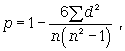 p = 1 − 6∑d² / n(n² − 1) ,